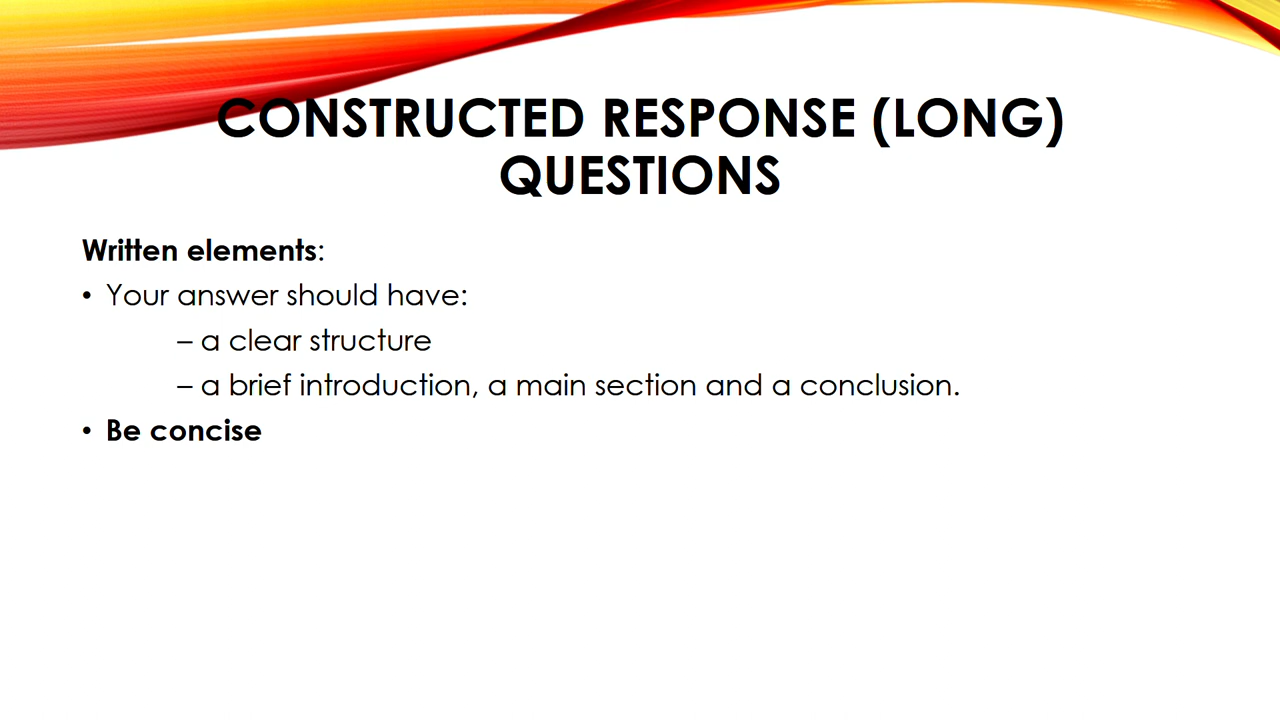 CONSTRUCTED RESPONSE (LONG)
QUESTIONS
Written elements:
• Your answer should have:
– a clear structure
– a brief introduction, a main section and a conclusion.
• Be concise